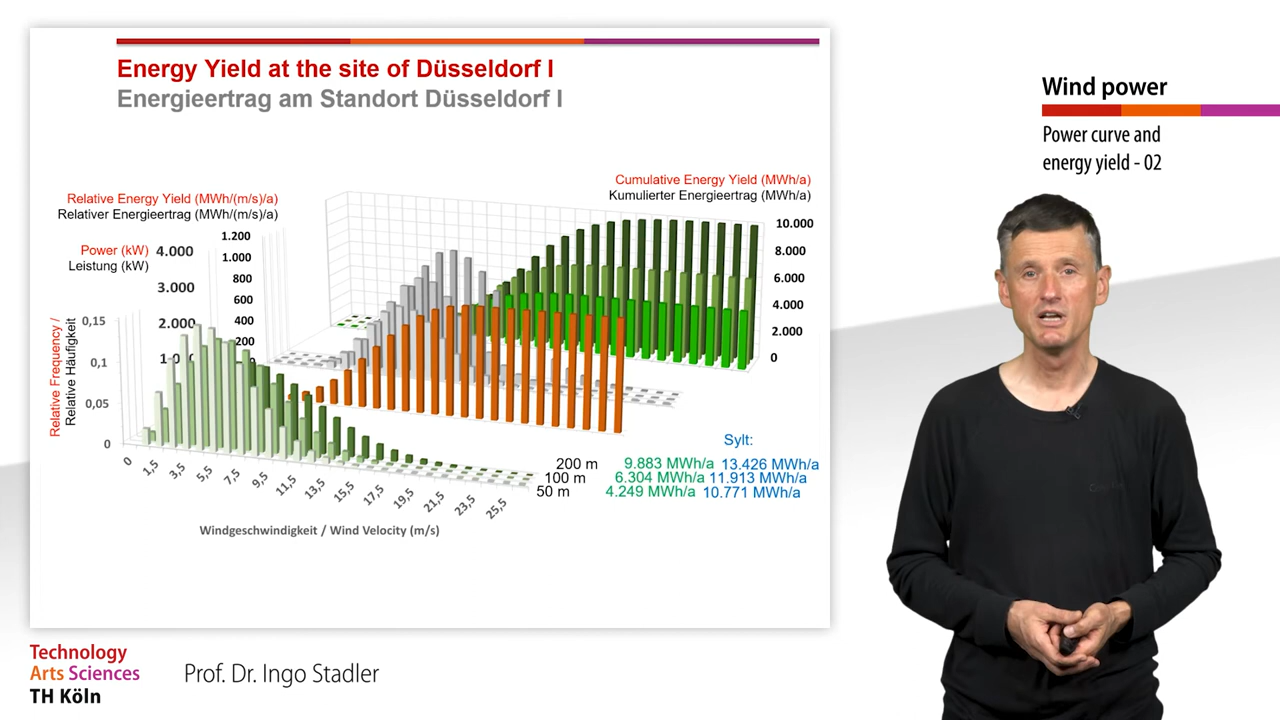 Energy Yield at the site of Düsseldorf I
Energieertrag am Standort Düsseldorf I
Wind power
Power curve and
energy yield - 02
Relative Energy Yield (MWh/(m/s)/a)
Relativer Energieertrag (MWh/(m/s)/a)
Cumulative Energy Yield (MWh/a)
Kumulierter Energieertrag (MWh/a)
Power (kW)
Leistung (kW)
4.000
3.000
2.000
1.000
1.200
1.000
800
600
400
200
0
10.000
8.000
6.000
4.000
2.000
0
Relative Frequency /
Relative Häufigkeit
0,15
0,1
0,05
0
0
1,5
3,5
5,5
7,5
9,5
11,5
13,5
15,5
17,5
19,5
21,5
23,5
25,5
Windgeschwindigkeit / Wind Velocity (m/s)
Sylt:
200 m 9.883 MWh/a 13.426 MWh/a
100 m 6.304 MWh/a 11.913 MWh/a
50 m 4.249 MWh/a 10.771 MWh/a
Technology
Arts Sciences
TH Köln
Prof. Dr. Ingo Stadler